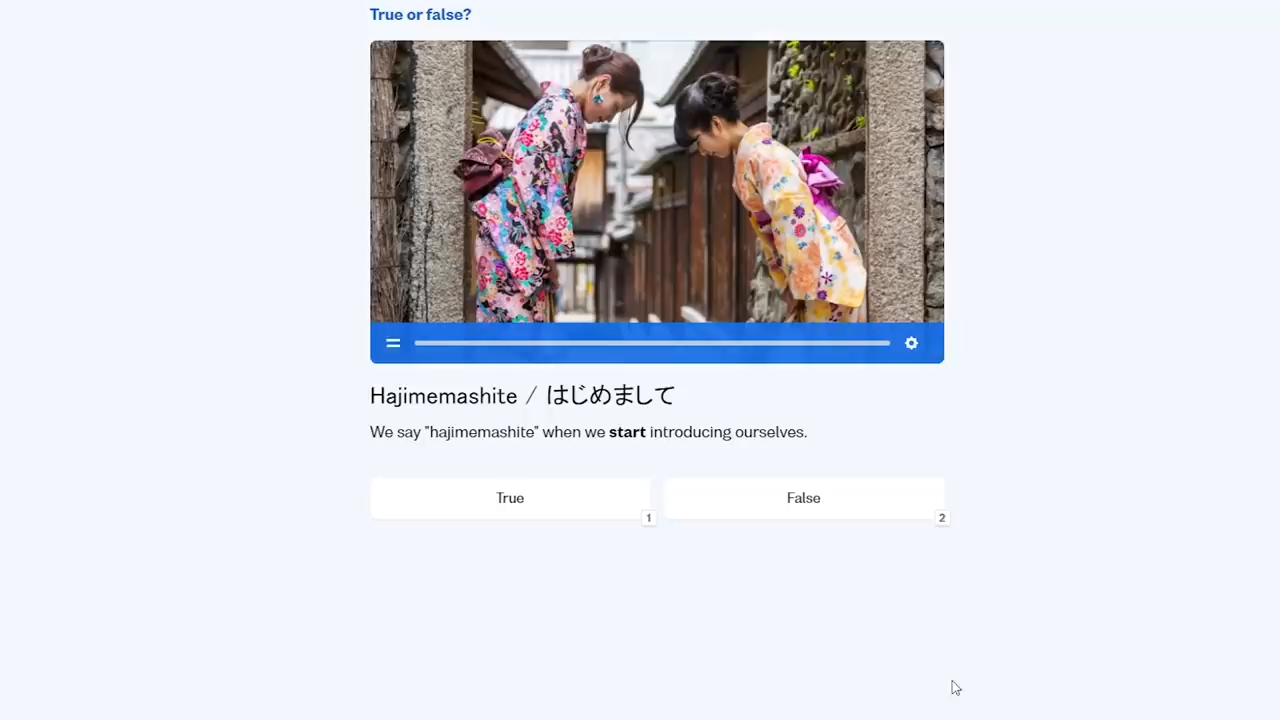 True or false?
Hajimemashite / はじめまして
We say "hajimemashite" when we start introducing ourselves.
True
1
False
2